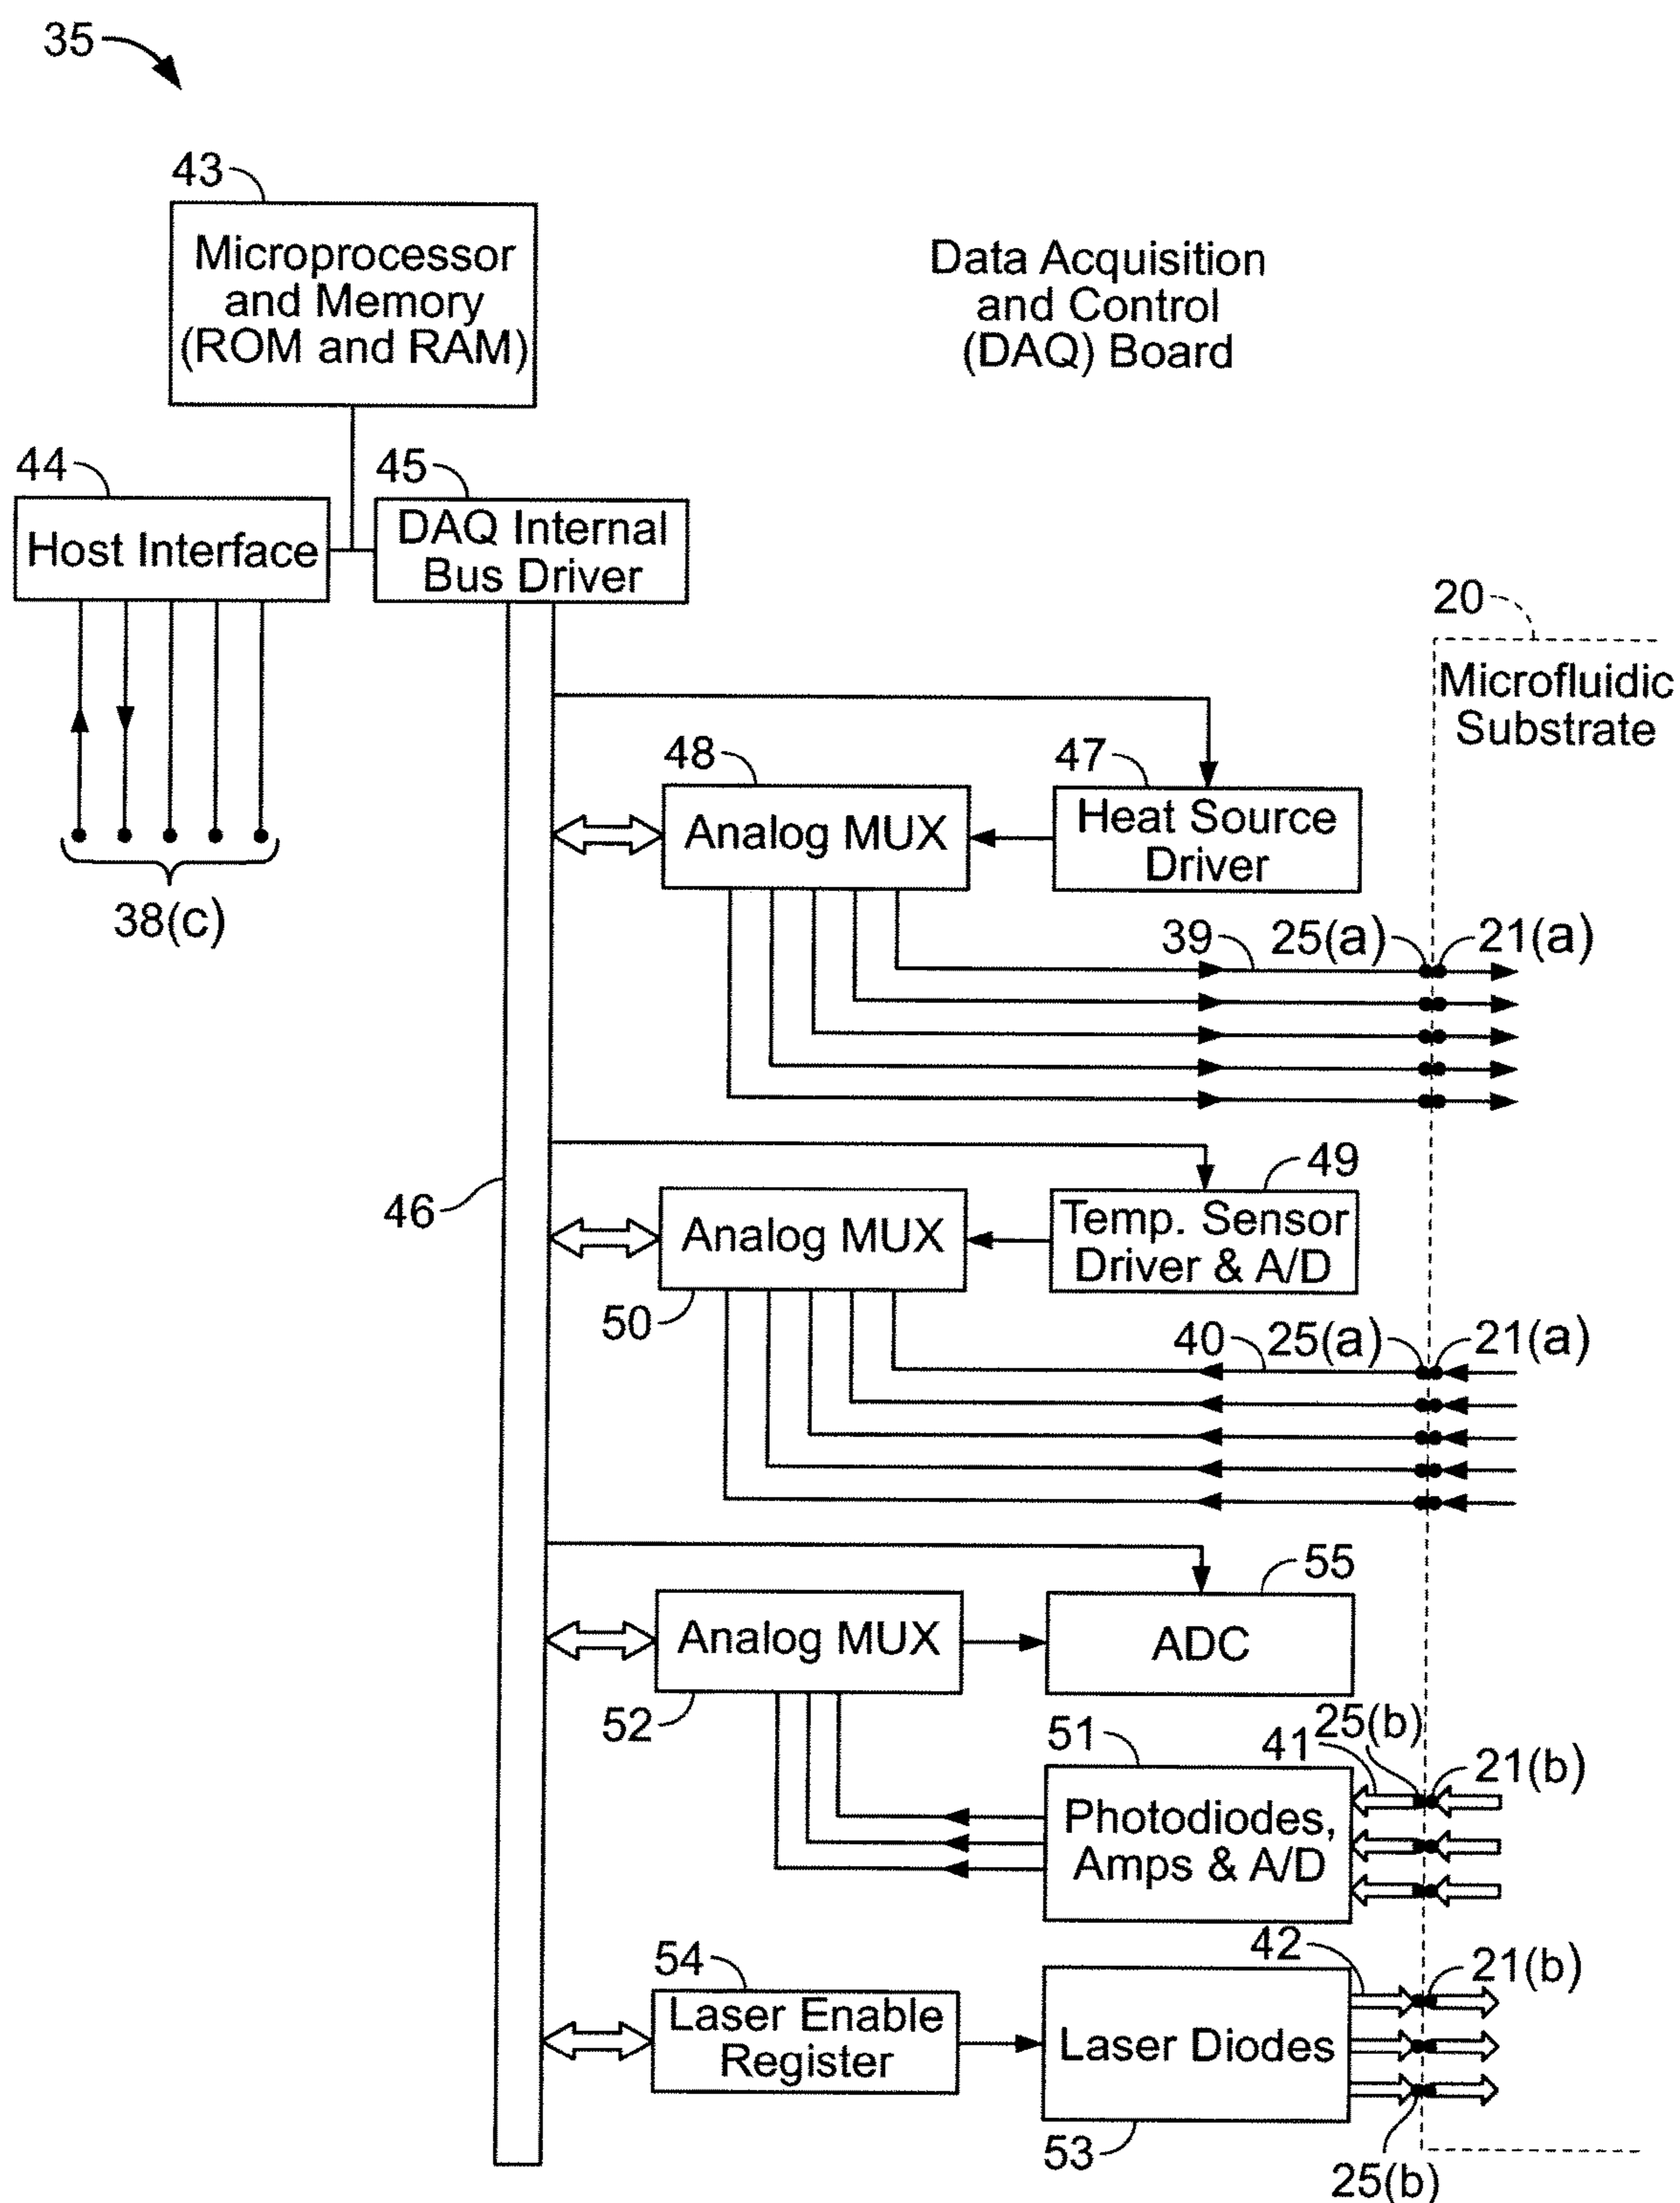 35
43
Microprocessor
and Memory
(ROM and RAM)
Data Acquisition
and Control
(DAQ) Board
44
Host Interface
45
DAQ Internal
Bus Driver
38(c)
20
Microfluidic
Substrate
48
Analog MUX
47
Heat Source
Driver
39
25(a)
21(a)
46
49
Analog MUX
Temp. Sensor
Driver & A/D
50
40
25(a)
21(a)
55
Analog MUX
ADC
52
51
41
25(b)
21(b)
Photodiodes,
Amps & A/D
54
Laser Enable
Register
42
21(b)
Laser Diodes
53
25(b)